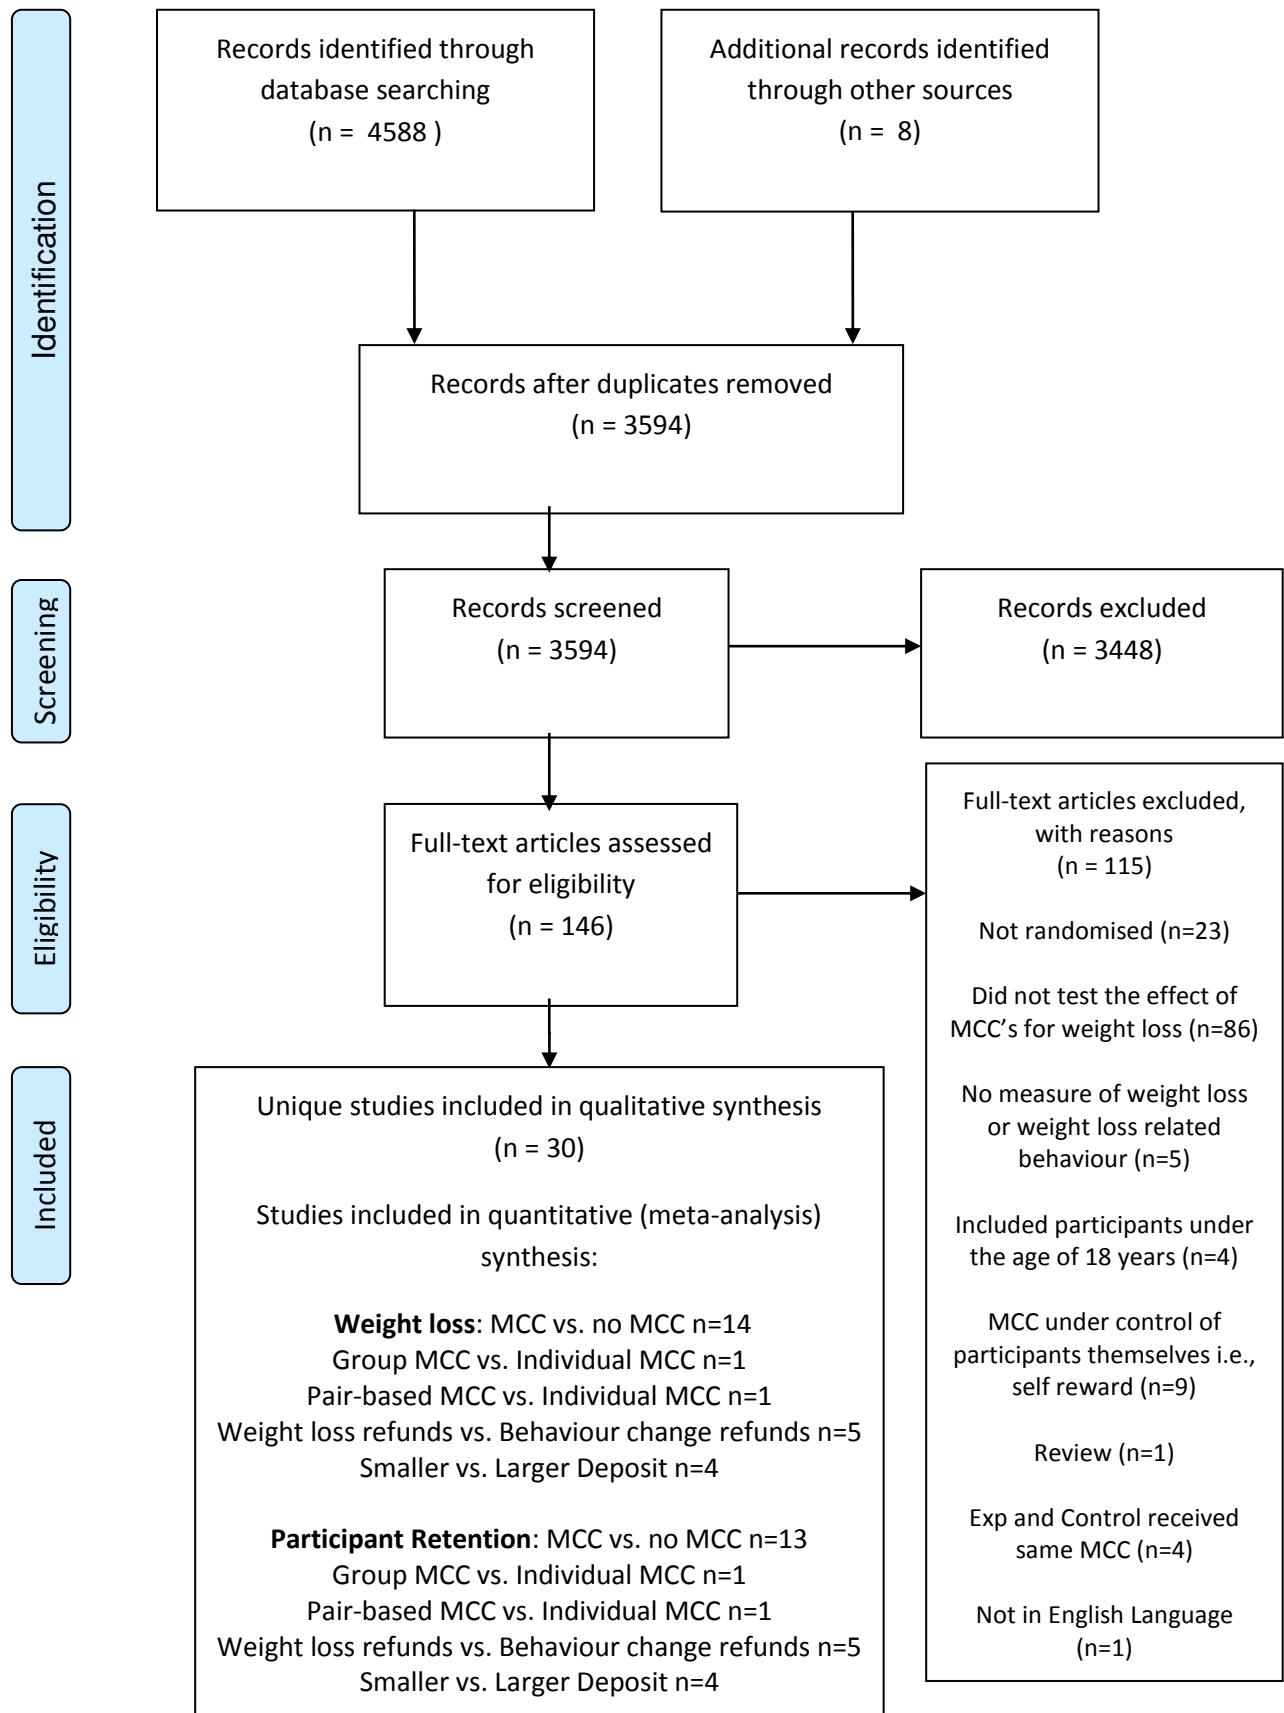 Identification
Records identified through
database searching
(n = 4588 )
Additional records identified
through other sources
(n = 8)
Records after duplicates removed
(n = 3594)
Screening
Records screened
(n = 3594)
Records excluded
(n = 3448)
Eligibility
Full-text articles assessed
for eligibility
(n = 146)
Full-text articles excluded,
with reasons
(n = 115)
Not randomised (n=23)
Did not test the effect of
MCC’s for weight loss (n=86)
No measure of weight loss
or weight loss related
behaviour (n=5)
Included participants under
the age of 18 years (n=4)
MCC under control of
participants themselves i.e.,
self reward (n=9)
Review (n=1)
Exp and Control received
same MCC (n=4)
Not in English Language
(n=1)
Included
Unique studies included in qualitative synthesis
(n = 30)
Studies included in quantitative (meta-analysis)
synthesis:
Weight loss: MCC vs. no MCC n=14
Group MCC vs. Individual MCC n=1
Pair-based MCC vs. Individual MCC n=1
Weight loss refunds vs. Behaviour change refunds n=5
Smaller vs. Larger Deposit n=4
Participant Retention: MCC vs. no MCC n=13
Group MCC vs. Individual MCC n=1
Pair-based MCC vs. Individual MCC n=1
Weight loss refunds vs. Behaviour change refunds n=5
Smaller vs. Larger Deposit n=4